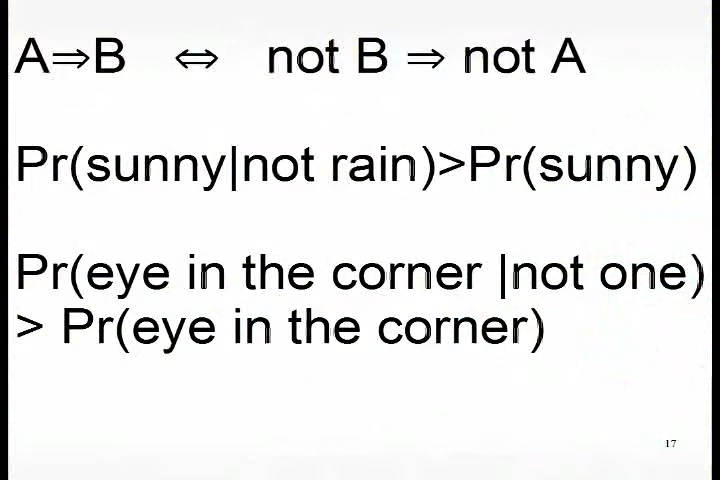 A⇒B ⇔ not B ⇒ not A
Pr(sunny|not rain)>Pr(sunny)
Pr(eye in the corner |not one)
> Pr(eye in the corner)
17